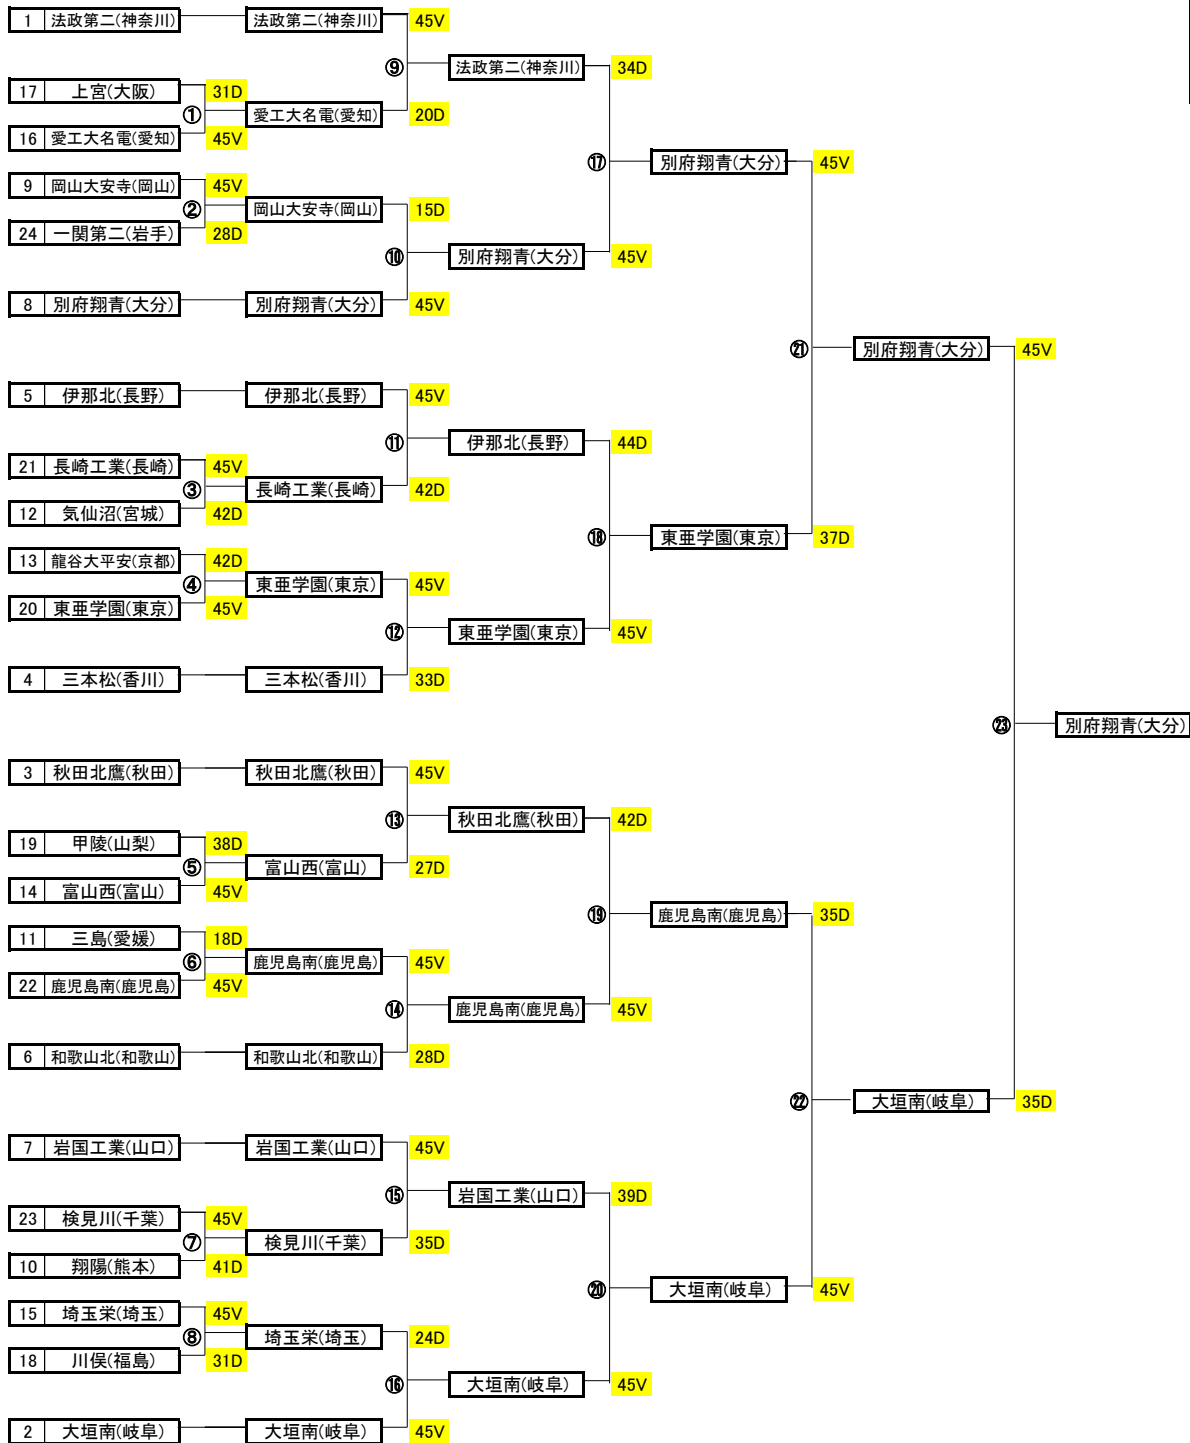 1 法政第二(神奈川) 法政第二(神奈川) 45V
⑨ 法政第二(神奈川) 34D
17 上宮(大阪) 31D
① 愛工大名電(愛知) 20D
16 愛工大名電(愛知) 45V
⑰ 別府翔青(大分) 45V
9 岡山大安寺(岡山) 45V
② 岡山大安寺(岡山) 15D
24 一関第二(岩手) 28D
⑩ 別府翔青(大分) 45V
8 別府翔青(大分) 別府翔青(大分) 45V
㉑ 別府翔青(大分) 45V
5 伊那北(長野) 伊那北(長野) 45V
⑪ 伊那北(長野) 44D
21 長崎工業(長崎) 45V
③ 長崎工業(長崎) 42D
12 気仙沼(宮城) 42D
⑱ 東亜学園(東京) 37D
13 龍谷大平安(京都) 42D
④ 東亜学園(東京) 45V
20 東亜学園(東京) 45V
⑫ 東亜学園(東京) 45V
4 三本松(香川) 三本松(香川) 33D
㉓ 別府翔青(大分)
3 秋田北鷹(秋田) 秋田北鷹(秋田) 45V
⑬ 秋田北鷹(秋田) 42D
19 甲陵(山梨) 38D
⑤ 富山西(富山) 27D
14 富山西(富山) 45V
⑲ 鹿児島南(鹿児島) 35D
11 三島(愛媛) 18D
⑥ 鹿児島南(鹿児島) 45V
22 鹿児島南(鹿児島) 45V
⑭ 鹿児島南(鹿児島) 45V
6 和歌山北(和歌山) 和歌山北(和歌山) 28D
㉒ 大垣南(岐阜) 35D
7 岩国工業(山口) 岩国工業(山口) 45V
⑮ 岩国工業(山口) 39D
23 検見川(千葉) 45V
⑦ 検見川(千葉) 35D
10 翔陽(熊本) 41D
⑳ 大垣南(岐阜) 45V
15 埼玉栄(埼玉) 45V
⑧ 埼玉栄(埼玉) 24D
18 川俣(福島) 31D
⑯ 大垣南(岐阜) 45V
2 大垣南(岐阜) 大垣南(岐阜) 45V